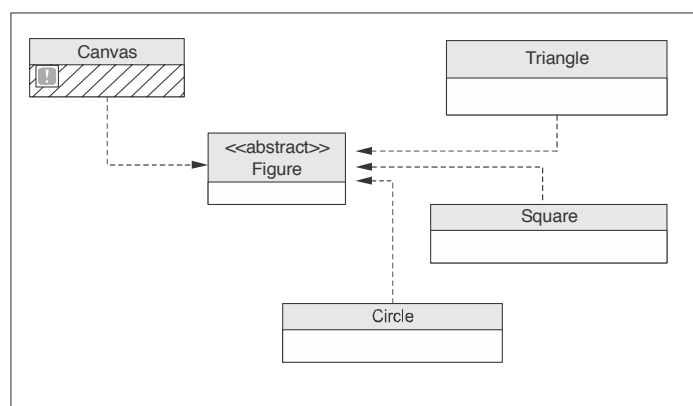 Canvas
!
Triangle
<<abstract>>
Figure
Square
Circle